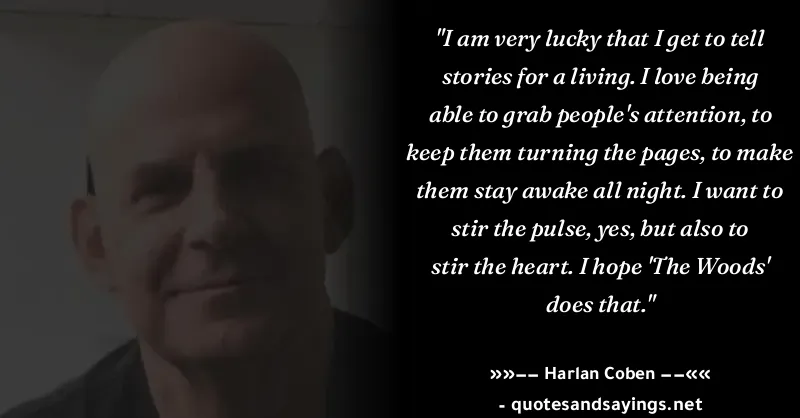 "I am very lucky that I get to tell
stories for a living. I love being
able to grab people's attention, to
keep them turning the pages, to make
them stay awake all night. I want to
stir the pulse, yes, but also to
stir the heart. I hope 'The Woods'
does that."
»»–– Harlan Coben ––««
- quotesandsayings.net